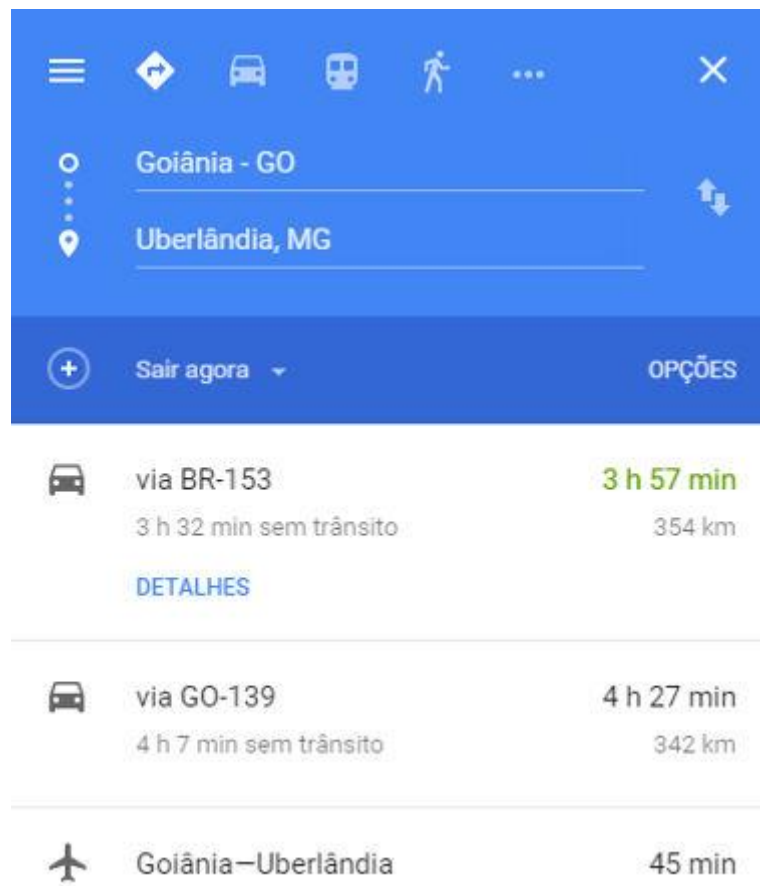 Goiânia - GO
Uberlândia, MG
Sair agora OPÇÕES
via BR-153 3 h 57 min
3 h 32 min sem trânsito 354 km
DETALHES
via GO-139 4 h 27 min
4 h 7 min sem trânsito 342 km
Goiânia—Uberlândia 45 min